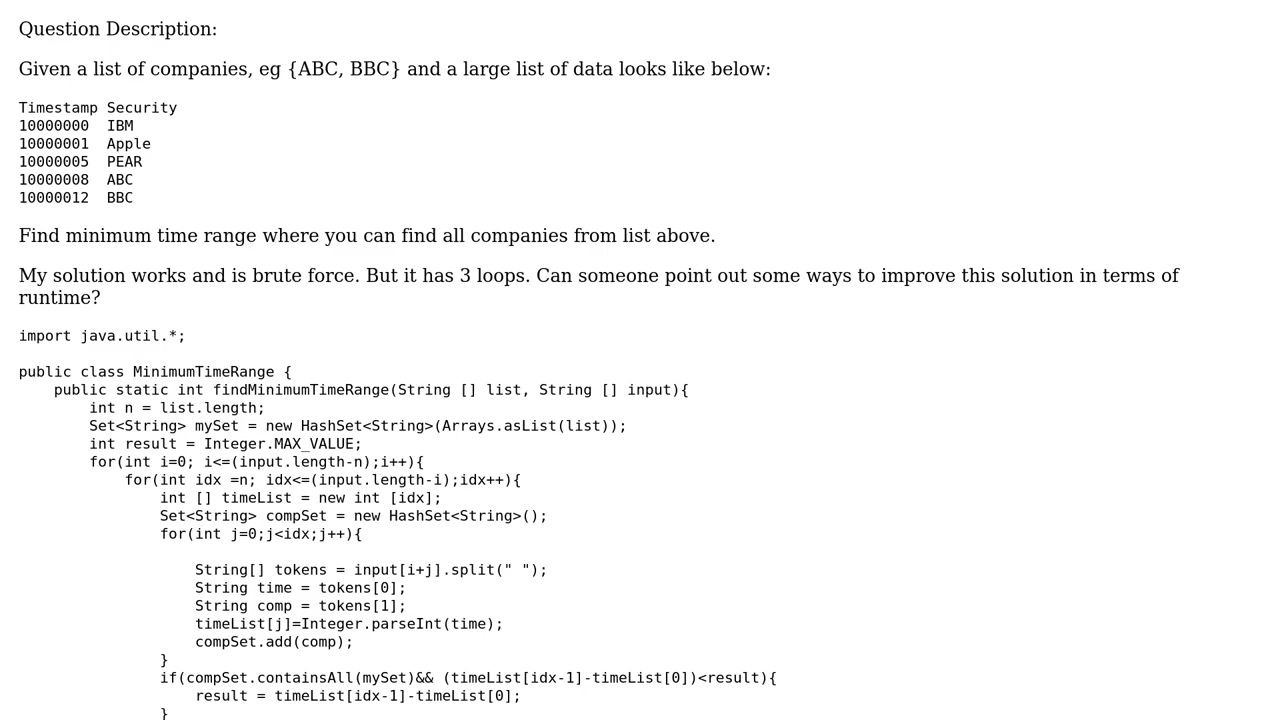 Question Description:
Given a list of companies, eg {ABC, BBC} and a large list of data looks like below:
Timestamp Security
10000000  IBM
10000001  Apple
10000005  PEAR
10000008  ABC
10000012  BBC
Find minimum time range where you can find all companies from list above.
My solution works and is brute force. But it has 3 loops. Can someone point out some ways to improve this solution in terms of
runtime?
import java.util.*;
public class MinimumTimeRange {
    public static int findMinimumTimeRange(String [] list, String [] input){
        int n = list.length;
        Set<String> mySet = new HashSet<String>(Arrays.asList(list));
        int result = Integer.MAX_VALUE;
        for(int i=0; i<=(input.length-n);i++){
            for(int idx =n; idx<=(input.length-i);idx++){
                int [] timeList = new int [idx];
                Set<String> compSet = new HashSet<String>();
                for(int j=0;j<idx;j++){
                    String[] tokens = input[i+j].split(" ");
                    String time = tokens[0];
                    String comp = tokens[1];
                    timeList[j]=Integer.parseInt(time);
                    compSet.add(comp);
                }
                if(compSet.containsAll(mySet)&& (timeList[idx-1]-timeList[0])<result){
                    result = timeList[idx-1]-timeList[0];
                }